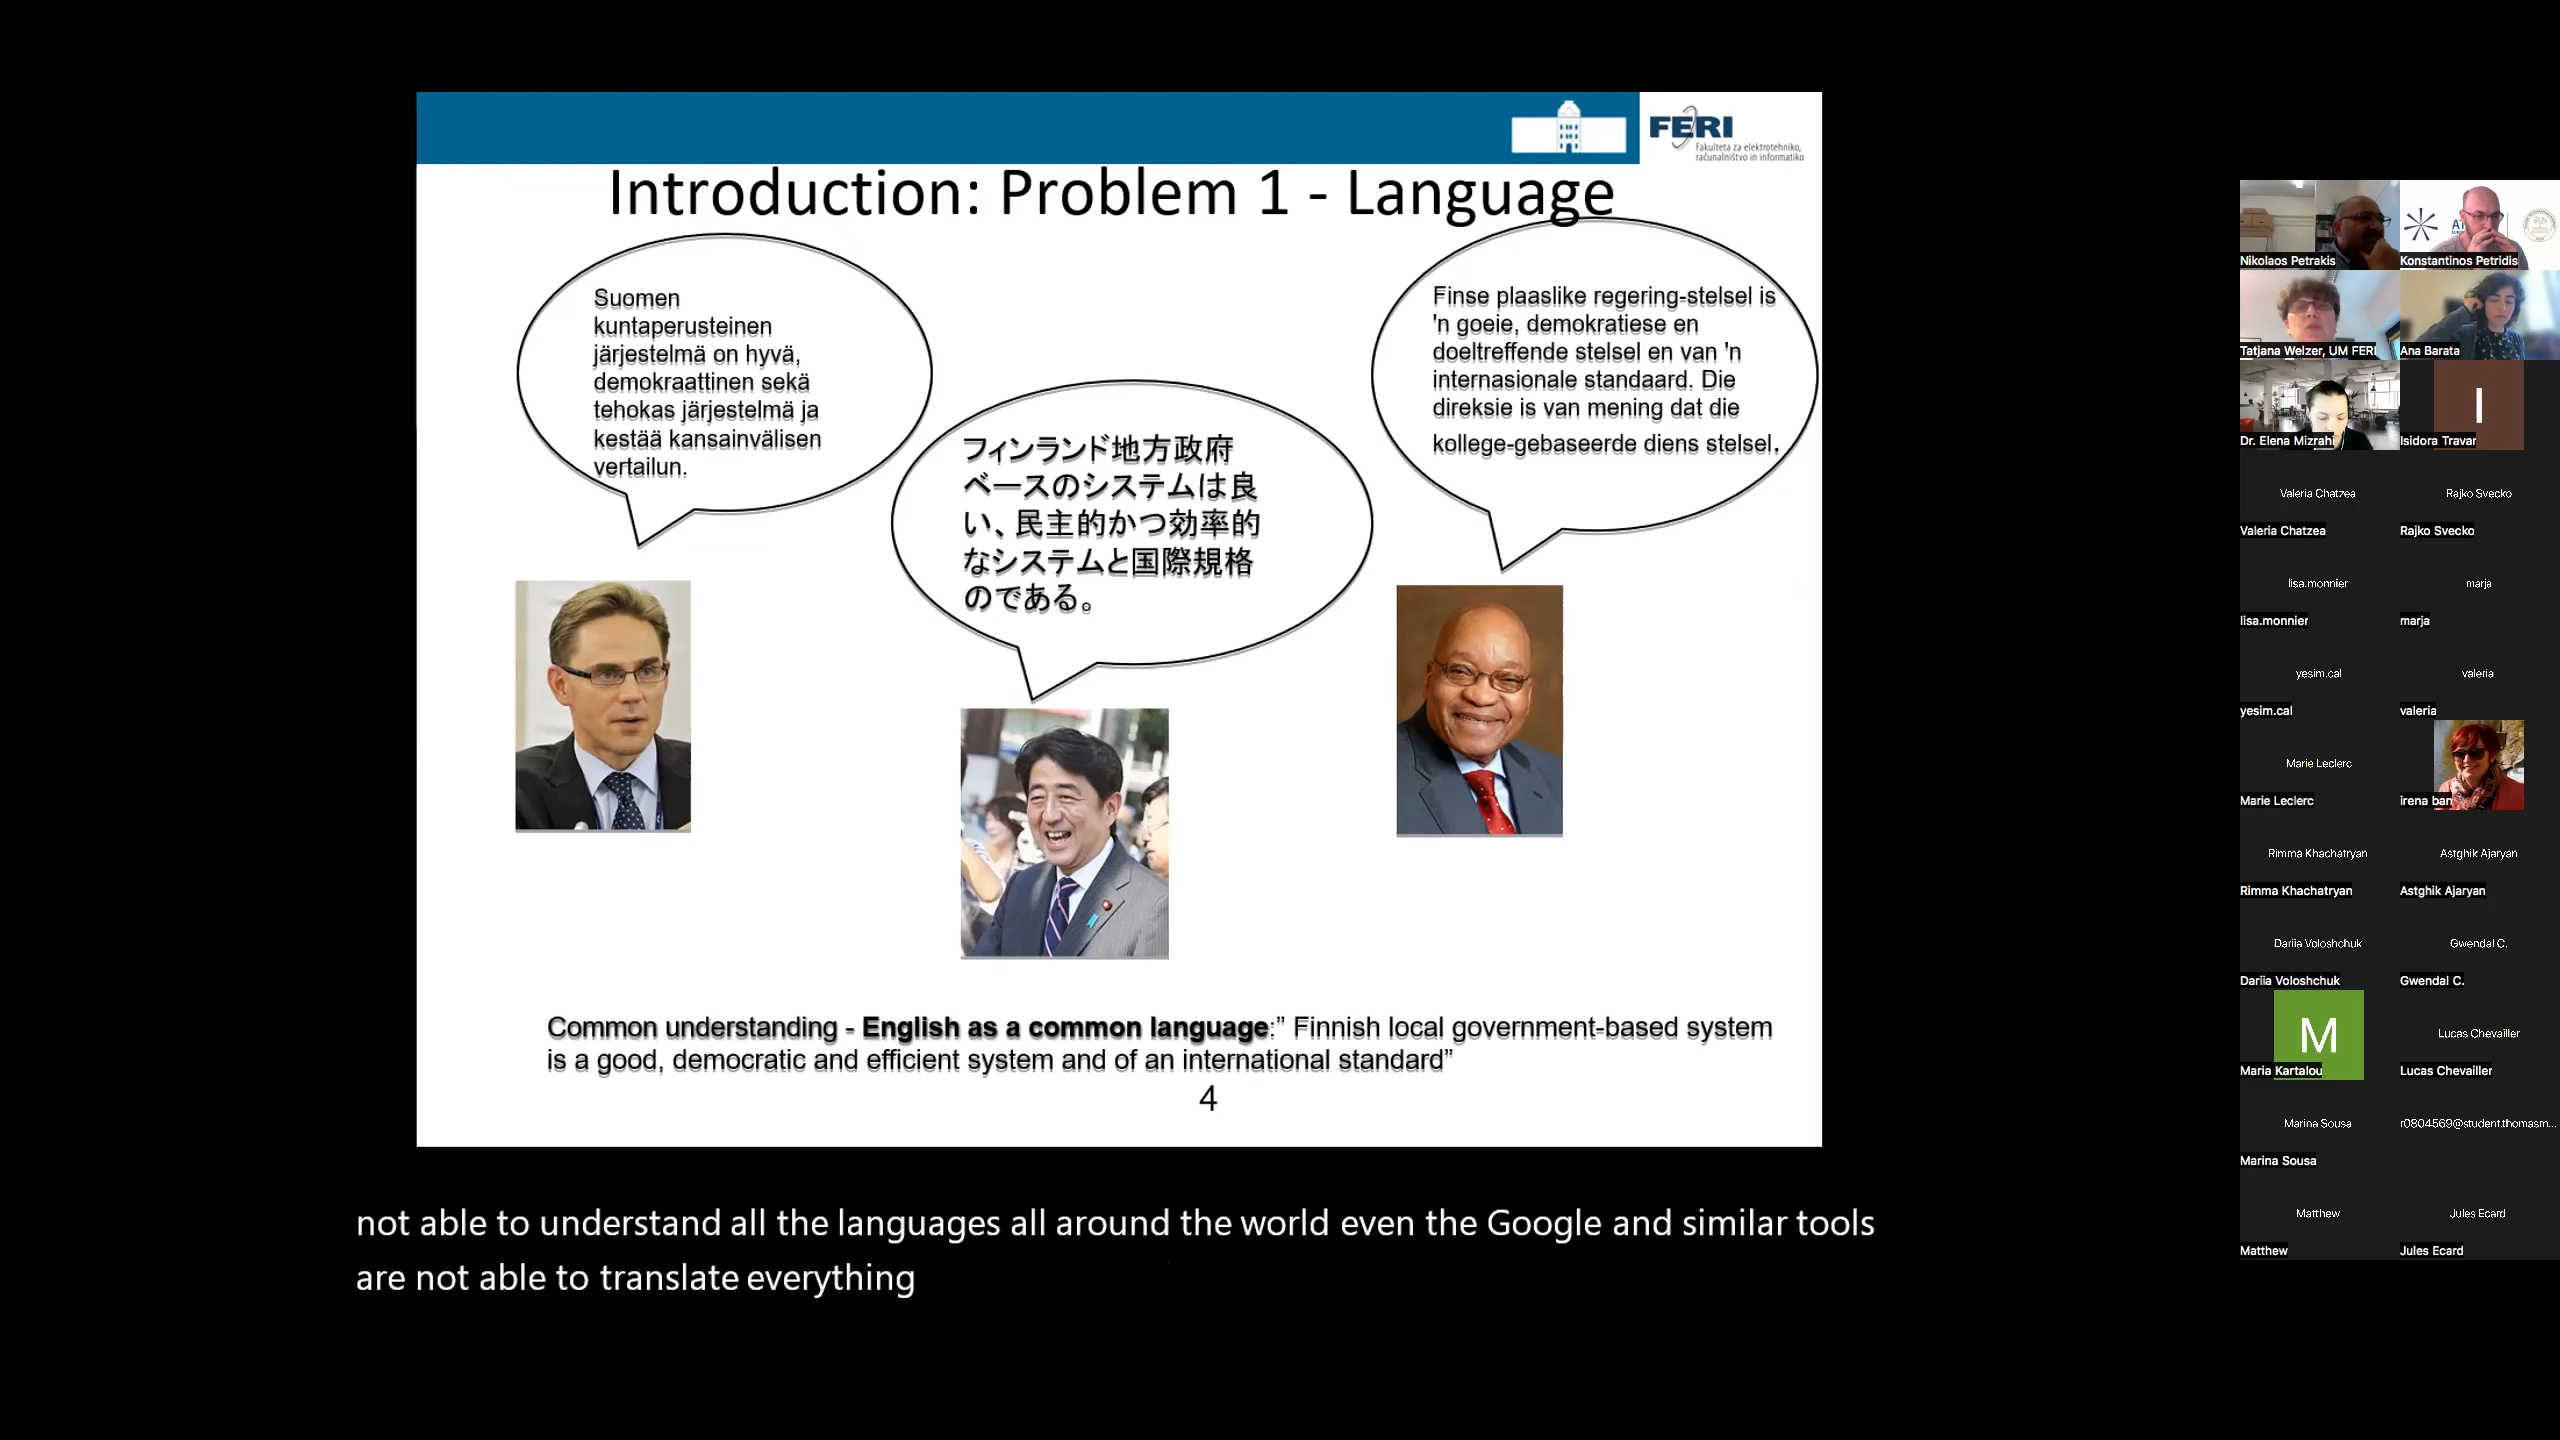 FERI
Fakulteta za elektrotehniko,
računalništvo in informatiko
Introduction: Problem 1 - Language
Suomen
kuntaperusteinen
järjestelmä on hyvä,
demokraattinen sekä
tehokas järjestelmä ja
kestää kansainvälisen
vertailun.
フィンランド地方政府
ベースのシステムは良
い、民主的かつ効率的
なシステムと国際規格
のである。
Finse plaaslike regering-stelsel is
'n goeie, demokratiese en
doeltreffende stelsel en van 'n
internasionale standaard. Die
direksie is van mening dat die
kollege-gebaseerde diens stelsel.
Common understanding - English as a common language:” Finnish local government-based system
is a good, democratic and efficient system and of an international standard”
4
not able to understand all the languages all around the world even the Google and similar tools
are not able to translate everything
Nikolaos Petrakis
Konstantinos Petridis
Tatjana Welzer, UM FERI
Ana Barata
Dr. Elena Mizrahi
I
Isidora Travar
Valeria Chatzea
Valeria Chatzea
Rajko Svecko
Rajko Svecko
lisa.monnier
lisa.monnier
marja
marja
yesim.cal
yesim.cal
valeria
valeria
Marie Leclerc
Marie Leclerc
irena ban
Rimma Khachatryan
Rimma Khachatryan
Astghik Ajaryan
Astghik Ajaryan
Dariia Voloshchuk
Dariia Voloshchuk
Gwendal C.
Gwendal C.
M
Maria Kartalou
Lucas Chevailler
Lucas Chevailler
Marina Sousa
Marina Sousa
r0804569@student.thomasm...
Matthew
Matthew
Jules Ecard
Jules Ecard